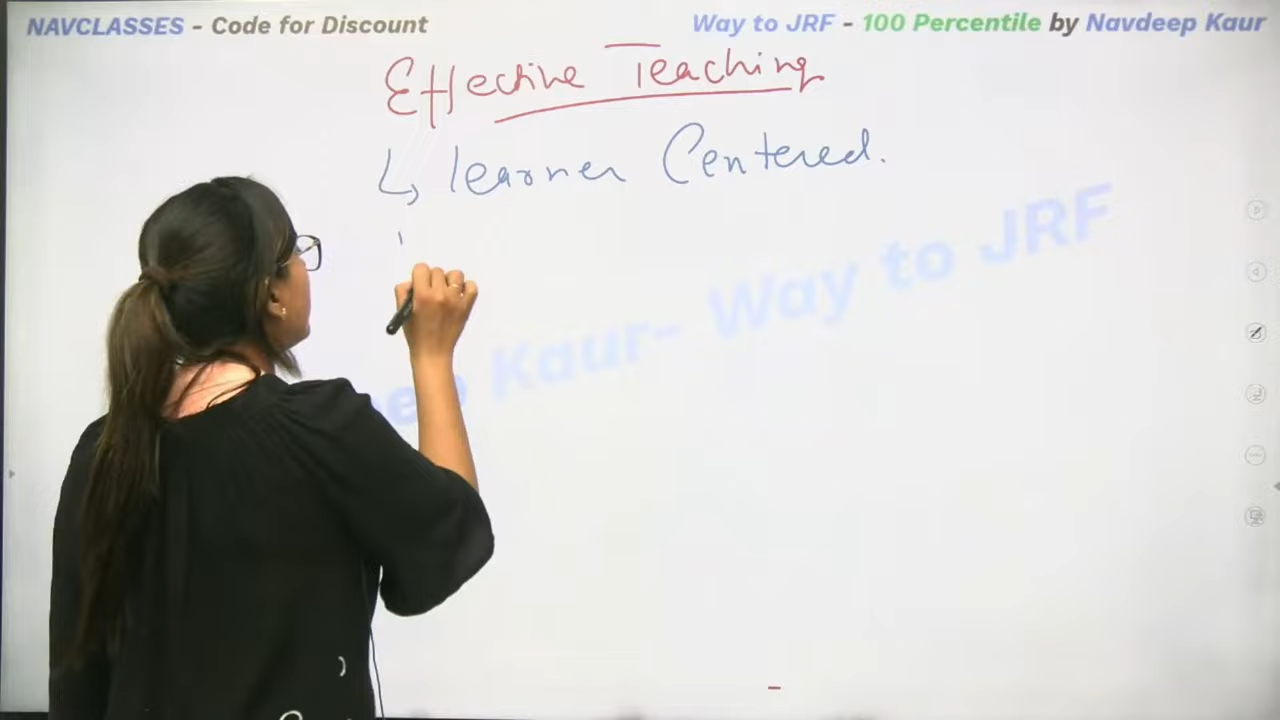 NAVCLASSES - Code for Discount
Way to JRF - 100 Percentile by Navdeep Kaur
Effective Teaching
↳ learner Centered.
Kaur- Way to JRF